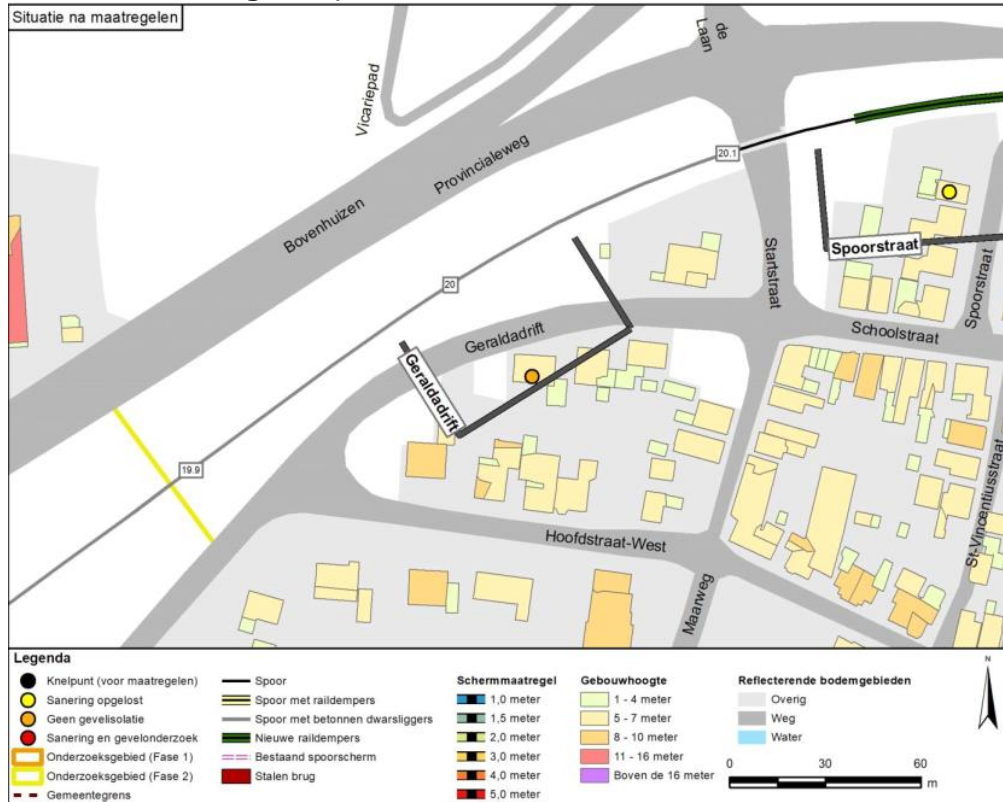 Situatie na maatregelen
de
Laan
Vicariepad
Provincialeweg
Bovenhuizen
20.1
Spoorstraat
Spoorstraat
Startstraat
20
Geraldadrift
Schoolstraat
Geraldadrift
19.9
Hoofdstraat-West
St-Vincentiusstraat
Maarweg
Legenda
Knelpunt (voor maatregelen)
Sanering opgelost
Geen gevelisolatie
Sanering en gevelonderzoek
Onderzoeksgebied (Fase 1)
Onderzoeksgebied (Fase 2)
Gemeentegrens
Spoor
Spoor met raildempers
Spoor met betonnen dwarsliggers
Nieuwe raildempers
Bestaand spoorscherm
Stalen brug
Schermmaatregel
1,0 meter
1,5 meter
2,0 meter
3,0 meter
4,0 meter
5,0 meter
Gebouwhoogte
1 - 4 meter
5 - 7 meter
8 - 10 meter
11 - 16 meter
Boven de 16 meter
Reflecterende bodemgebieden
Overig
Weg
Water
N
0 30 60
m